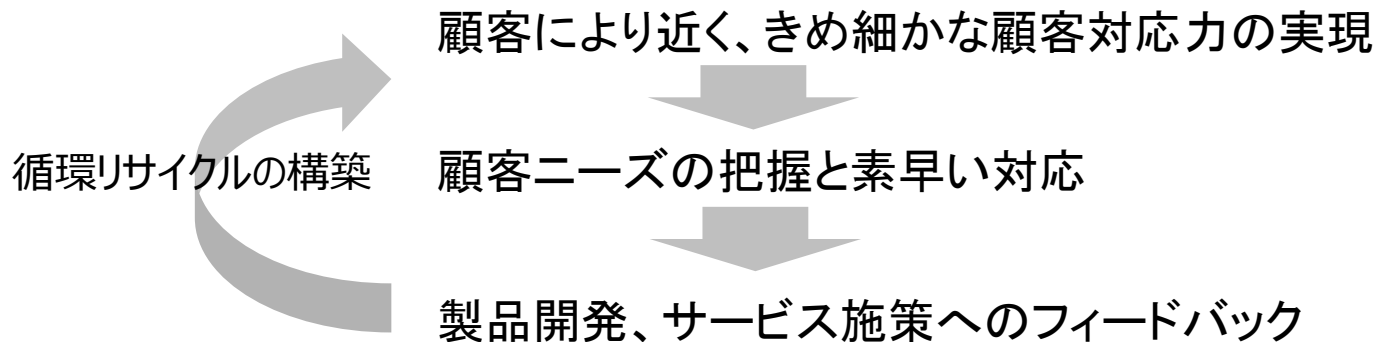 顧客により近く、きめ細かな顧客対応力の実現
循環リサイクルの構築
顧客ニーズの把握と素早い対応
製品開発、サービス施策へのフィードバック